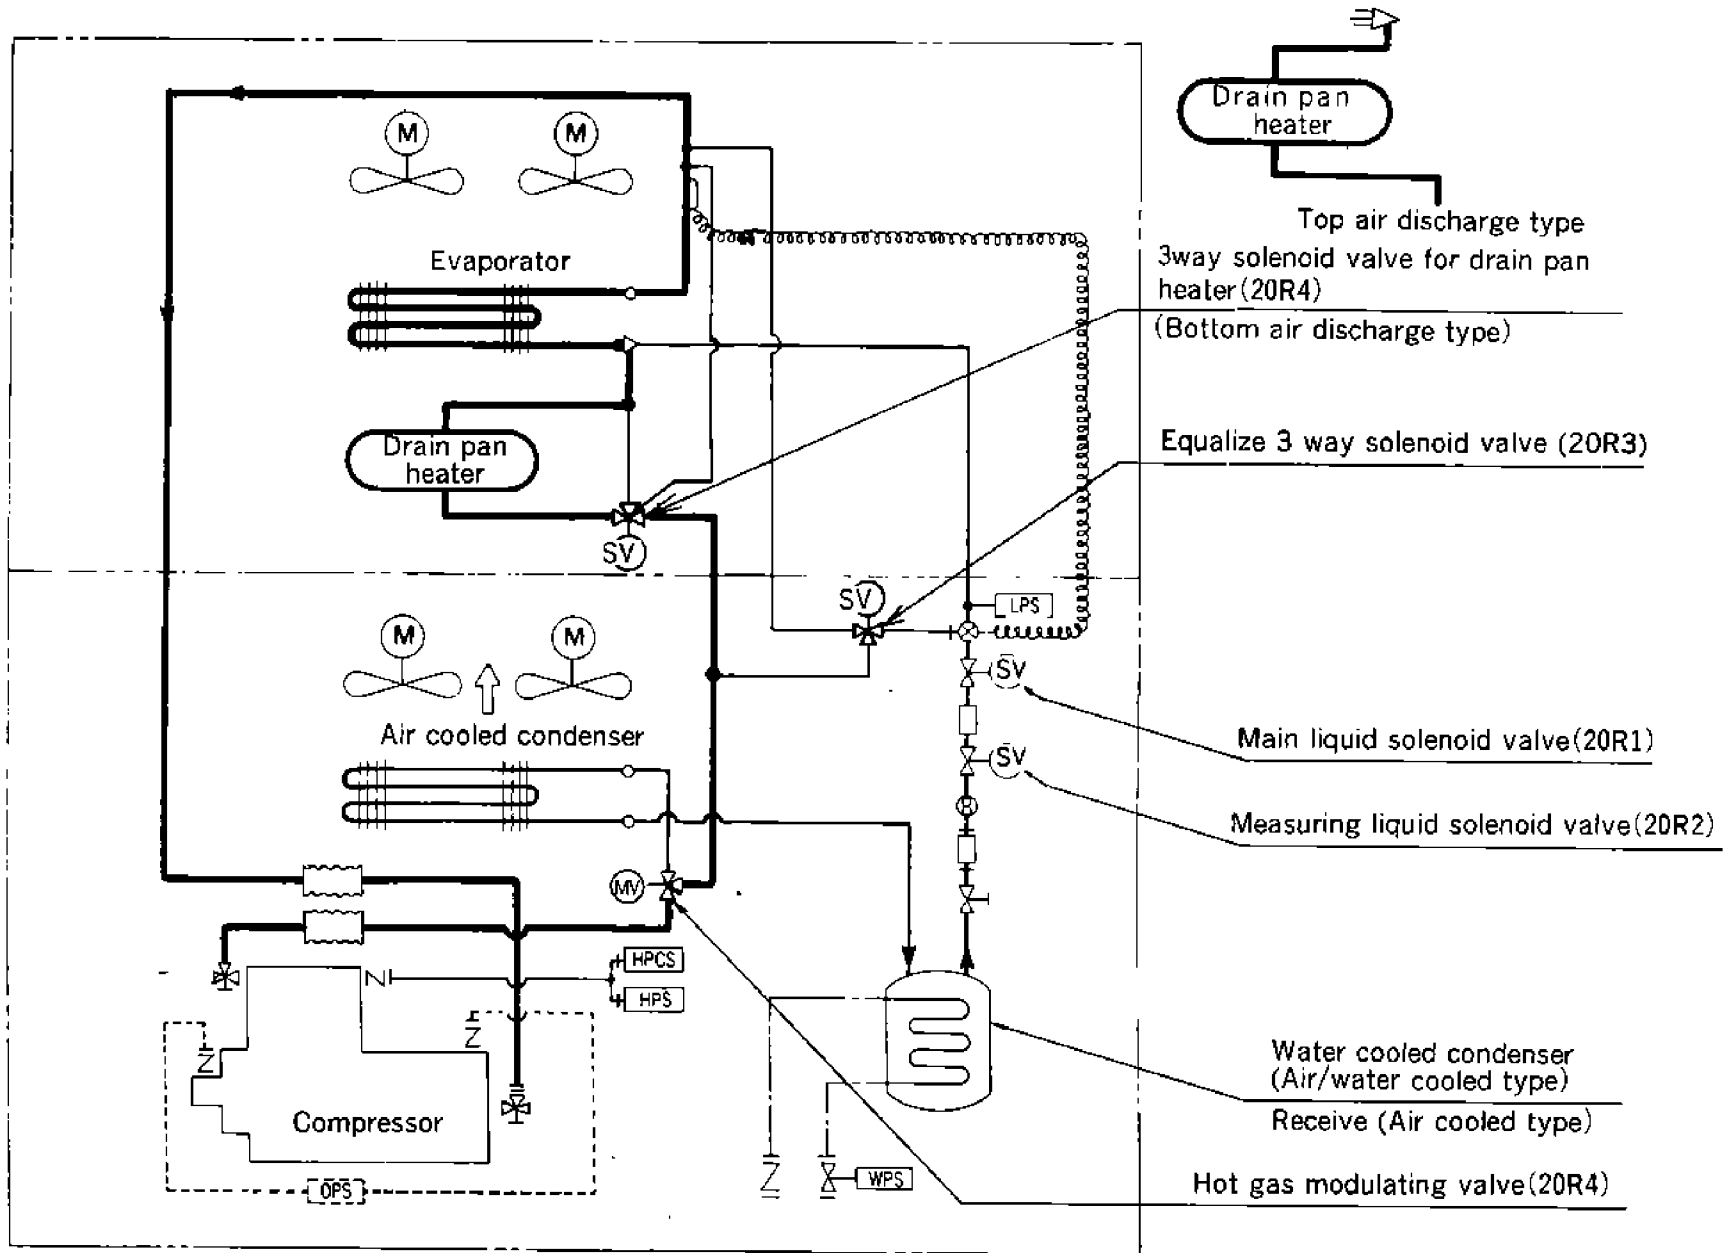 Drain pan
heater
Top air discharge type
M
M
3way solenoid valve for drain pan
heater(20R4)
(Bottom air discharge type)
Evaporator
Equalize 3 way solenoid valve (20R3)
Drain pan
heater
SV
SV
LPS
M
M
SV
Main liquid solenoid valve(20R1)
Air cooled condenser
SV
Measuring liquid solenoid valve(20R2)
MV
HPCS
HPS
Water cooled condenser
(Air/water cooled type)
Receive (Air cooled type)
Compressor
OPS
WPS
Hot gas modulating valve(20R4)